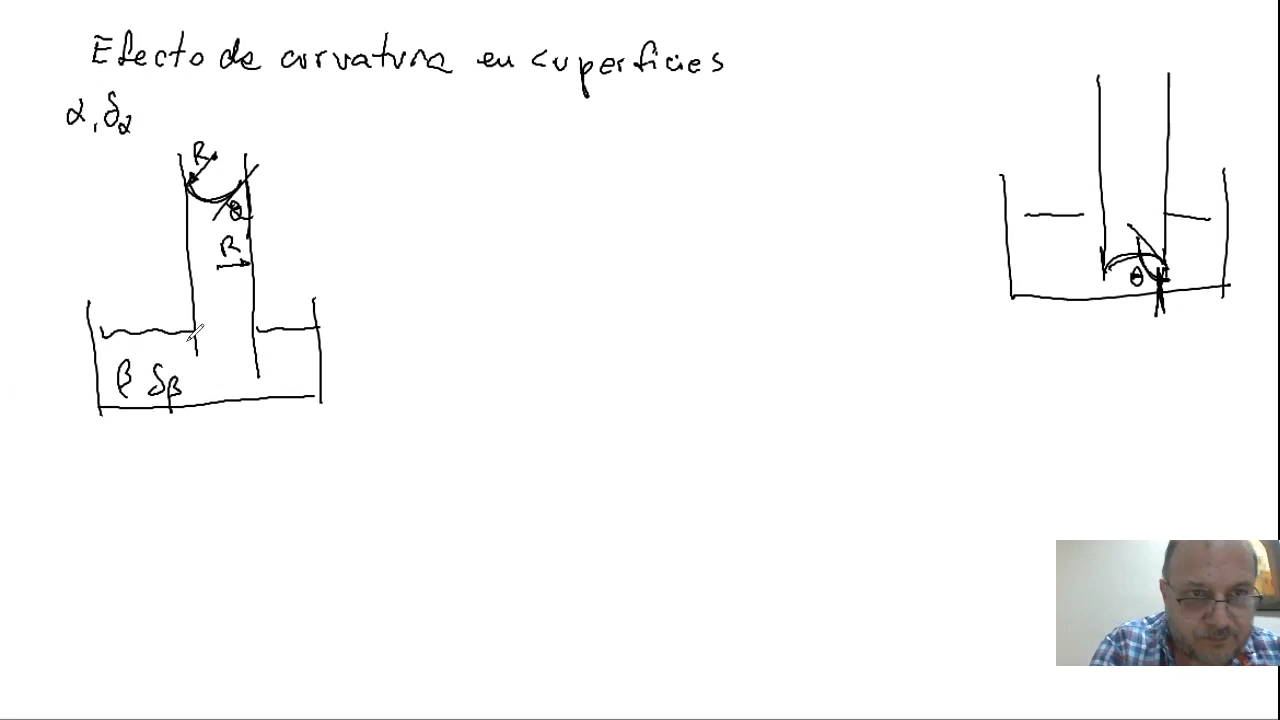 Efecto de curvatura en superficies
α, δα
R
θ
R
θ
β δβ